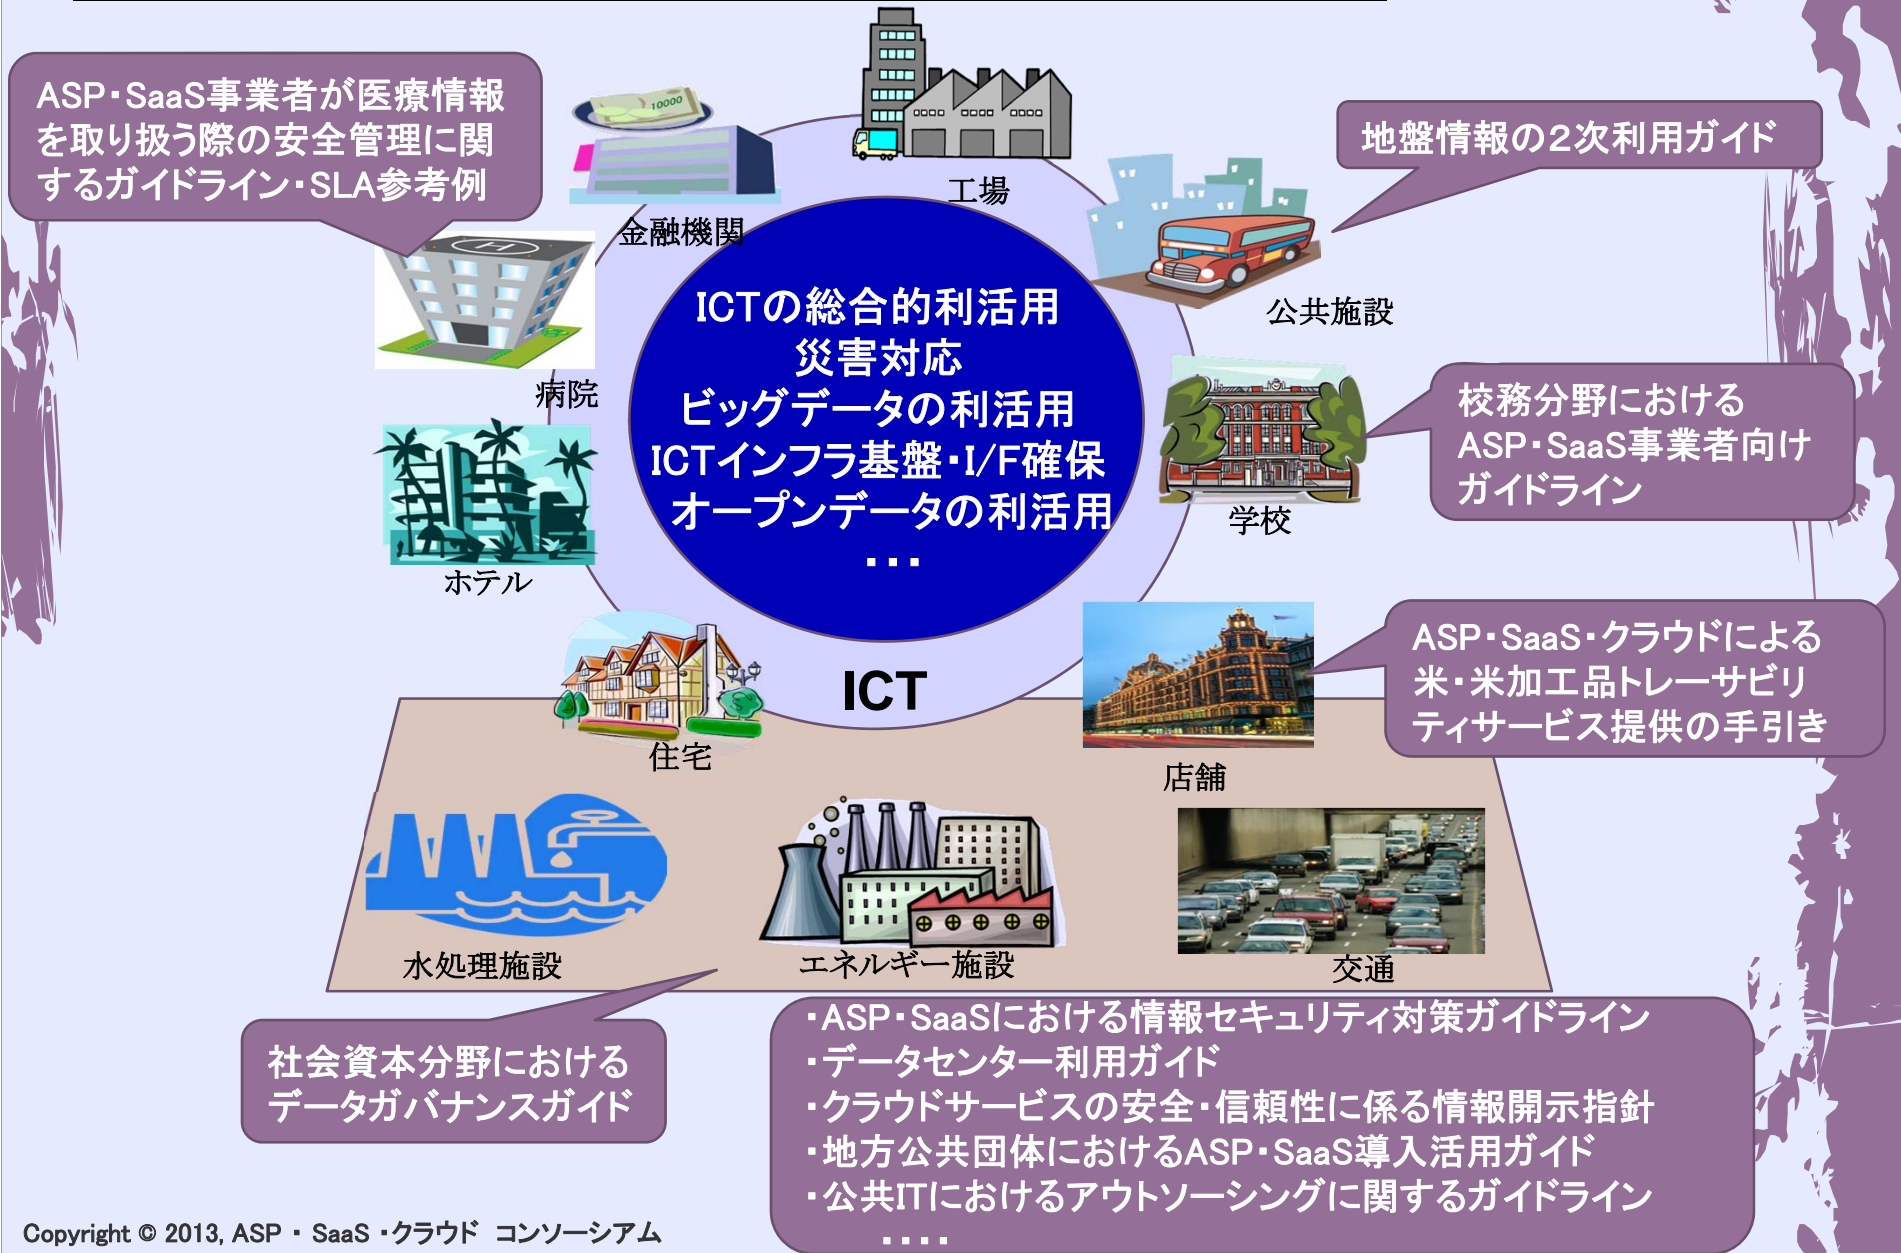 ASP・SaaS事業者が医療情報
を取り扱う際の安全管理に関
するガイドライン・SLA参考例
10000
工場
地盤情報の2次利用ガイド
金融機関
H
公共施設
病院
ICTの総合的利活用
災害対応
ビッグデータの利活用
ICTインフラ基盤・I/F確保
オープンデータの利活用
・・・
校務分野における
ASP・SaaS事業者向け
ガイドライン
学校
ホテル
ICT
ASP・SaaS・クラウドによる
米・米加工品トレーサビリ
ティサービス提供の手引き
住宅
店舗
水処理施設
エネルギー施設
交通
社会資本分野における
データガバナンスガイド
・ASP・SaaSにおける情報セキュリティ対策ガイドライン
・データセンター利用ガイド
・クラウドサービスの安全・信頼性に係る情報開示指針
・地方公共団体におけるASP・SaaS導入活用ガイド
・公共ITにおけるアウトソーシングに関するガイドライン
・・・・
Copyright © 2013, ASP ・ SaaS ・クラウド コンソーシアム